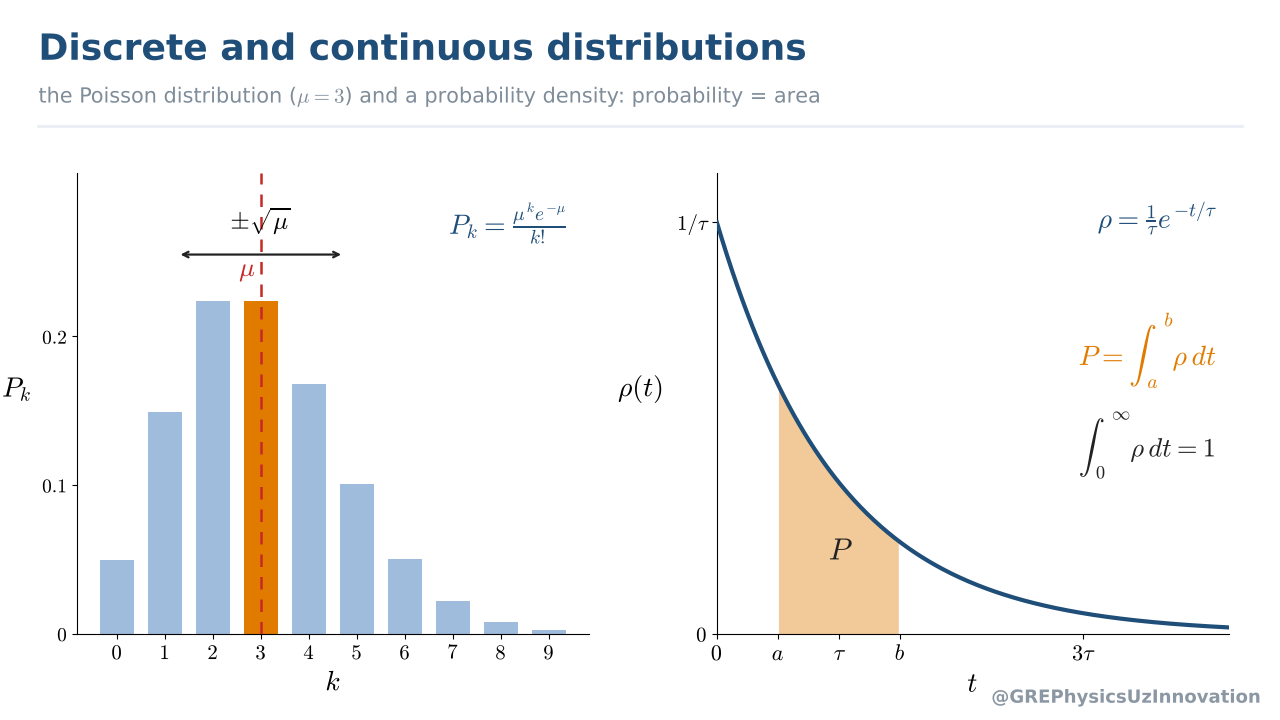 Discrete and continuous distributions
the Poisson distribution (μ = 3) and a probability density: probability = area
±√μ
μ
P_k = μ^k e^{−μ} / k!
0.2
0.1
0
P_k
0 1 2 3 4 5 6 7 8 9
k
1/τ
ρ = 1/τ e^{−t/τ}
P = ∫_a^b ρ dt
∫_0^∞ ρ dt = 1
ρ(t)
P
0
0 a τ b 3τ
t
@GREPhysicsUzInnovation